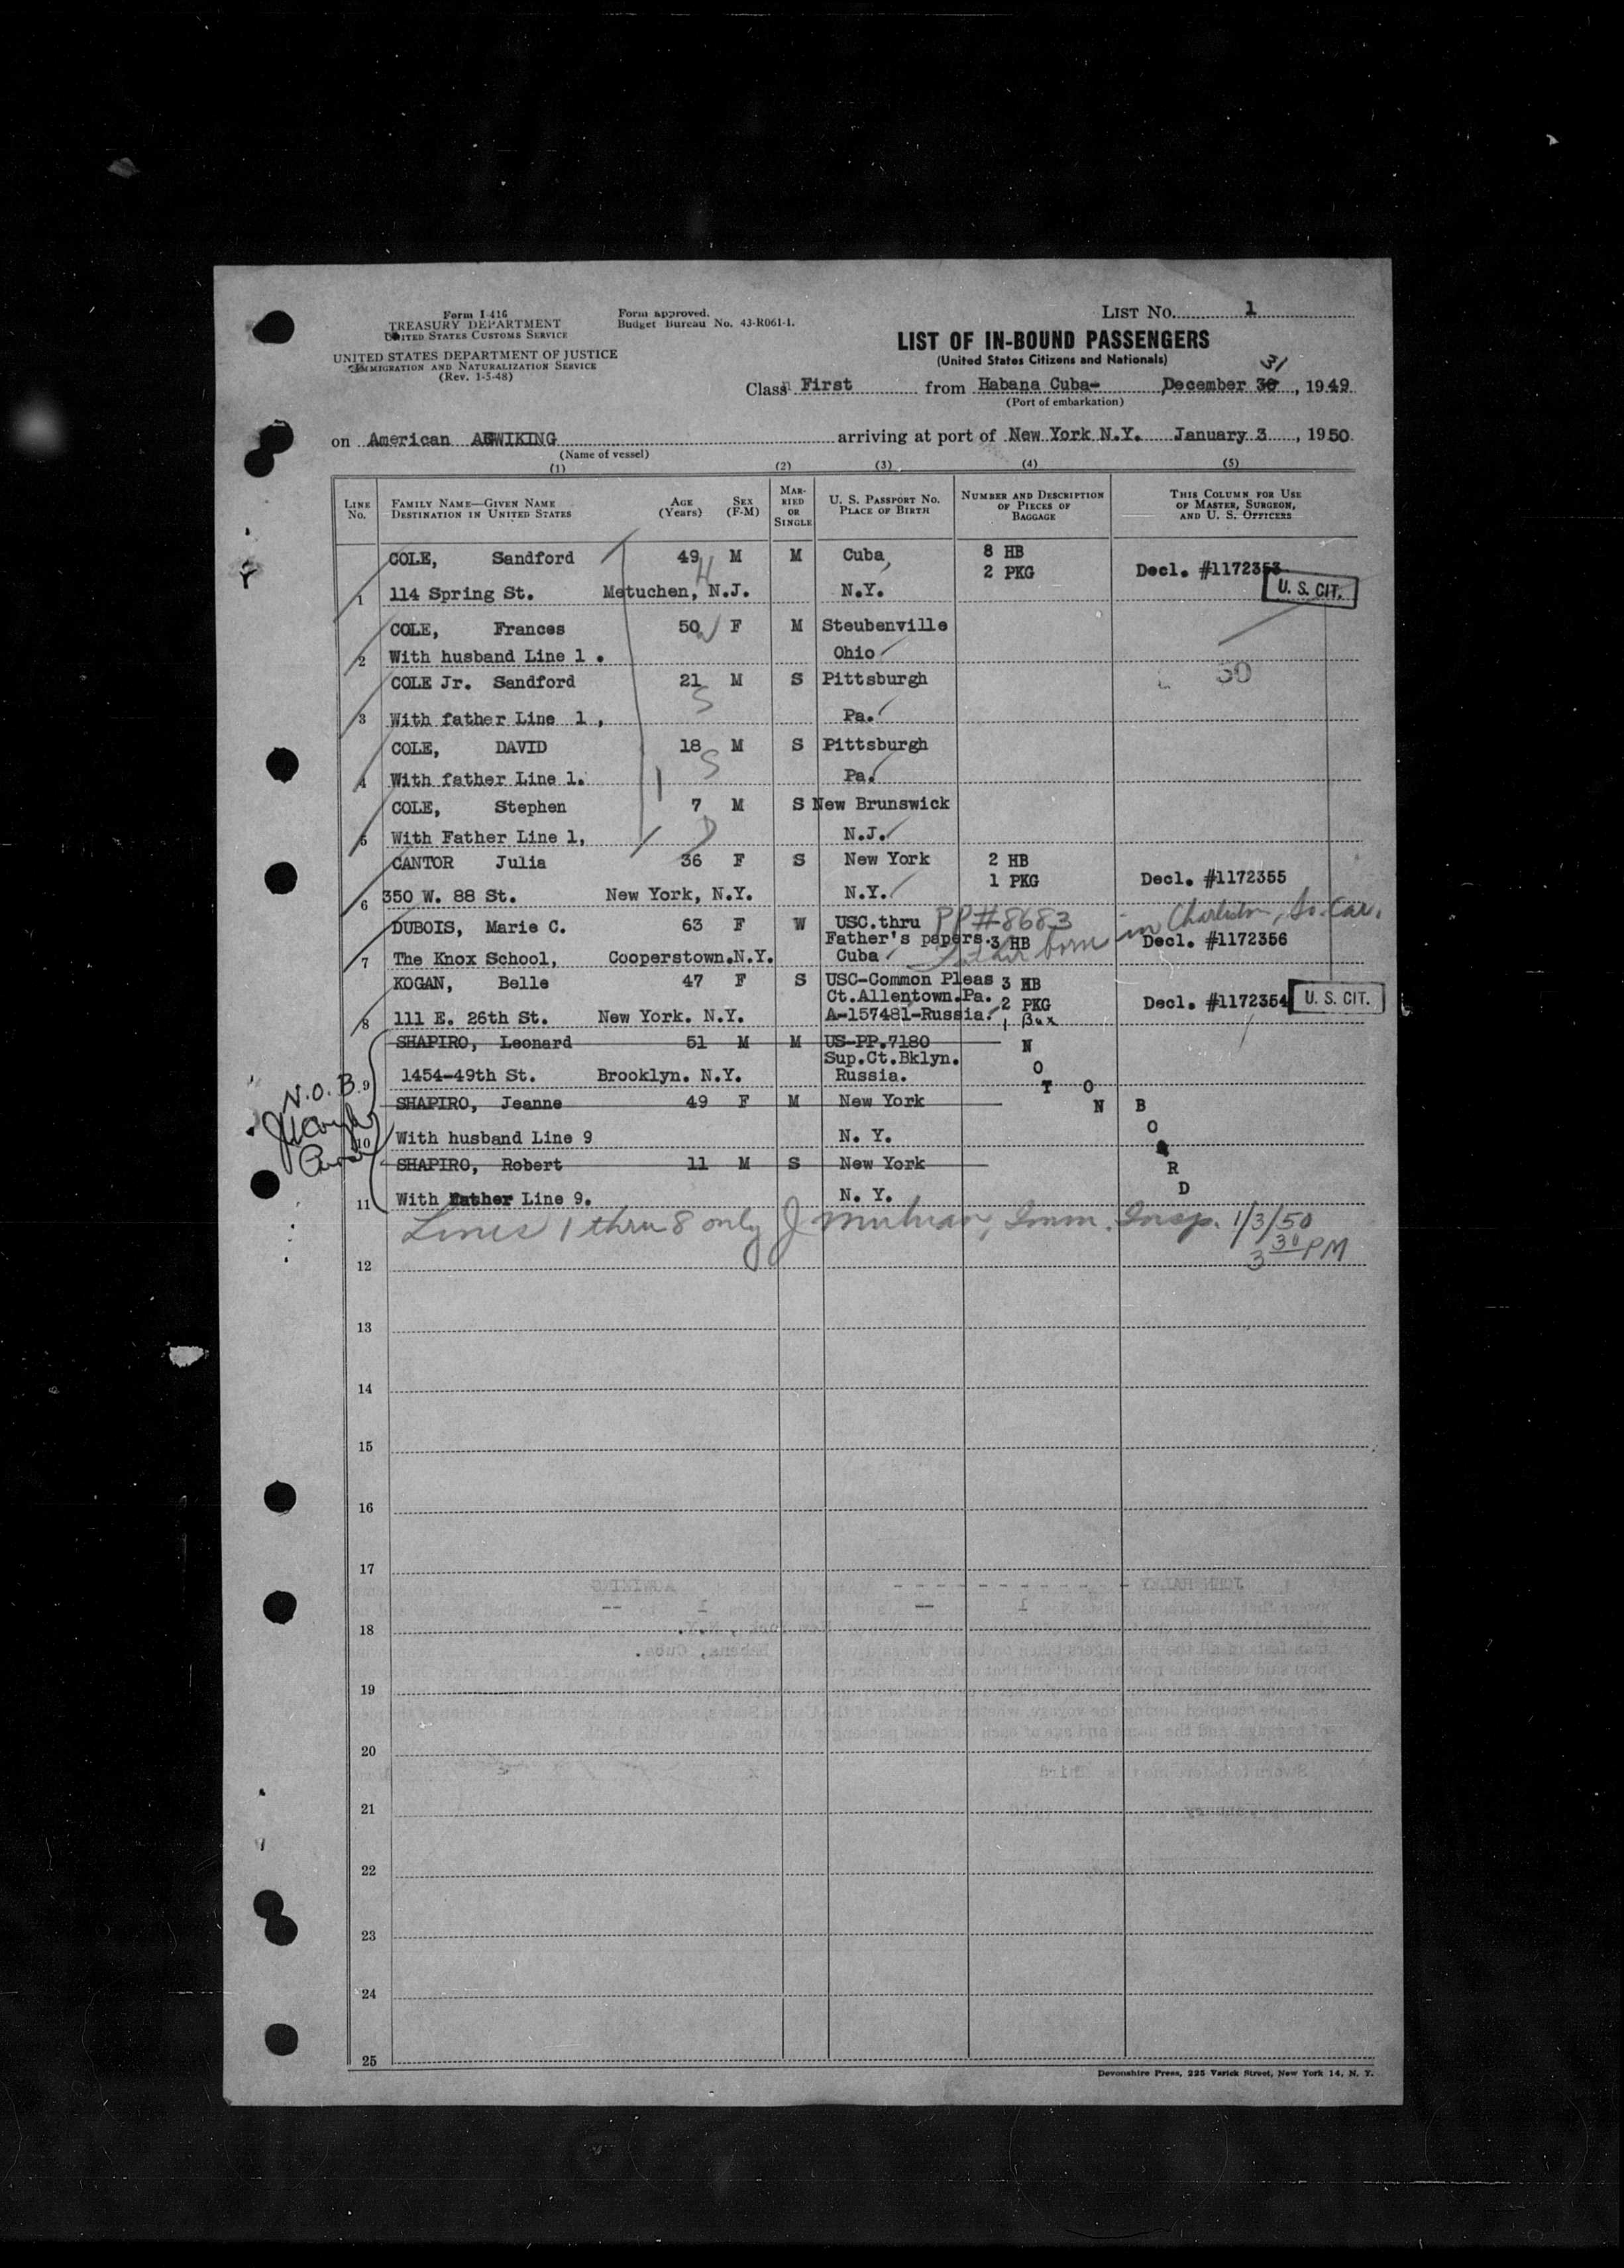 Form I-416
TREASURY DEPARTMENT
UNITED STATES CUSTOMS SERVICE
UNITED STATES DEPARTMENT OF JUSTICE
IMMIGRATION AND NATURALIZATION SERVICE
(Rev. 1-5-48)
Form approved.
Budget Bureau No. 43-R061-1.
LIST No. 1
LIST OF IN-BOUND PASSENGERS
(United States Citizens and Nationals)
Class First from Habana Cuba- , December 30 31 , 1949
(Port of embarkation)
on American AWIKING arriving at port of New York N.Y. January 3 , 1950
(Name of vessel)
(1) (2) (3) (4) (5)
LINE No. FAMILY NAME—GIVEN NAME DESTINATION IN UNITED STATES AGE (Years) SEX (F-M) MARRIED OR SINGLE U. S. PASSPORT NO. PLACE OF BIRTH NUMBER AND DESCRIPTION OF PIECES OF BAGGAGE THIS COLUMN FOR USE OF MASTER, SURGEON, AND U. S. OFFICERS
COLE, Sandford 49 M M Cuba, 8 HB
H 2 PKG Decl. #1172353
1 114 Spring St. Metuchen, N.J. N.Y. U. S. CIT.
COLE, Frances 50 F M Steubenville
W
2 With husband Line 1 . Ohio
50
COLE Jr. Sandford 21 M S Pittsburgh
S
3 With father Line 1 , Pa.
COLE, DAVID 18 M S Pittsburgh
S
4 With father Line 1. Pa.
COLE, Stephen 7 M S New Brunswick
D
5 With Father Line 1, N.J.
CANTOR Julia 36 F S New York 2 HB
1 PKG Decl. #1172355
6 350 W. 88 St. New York, N.Y. N.Y.
DUBOIS, Marie C. 63 F W USC.thru PP#8683
Father's papers. 3 HB Father born in Charleston, So. Car. Decl. #1172356
7 The Knox School, Cooperstown.N.Y. Cuba
KOGAN, Belle 47 F S USC-Common Pleas 3 HB
Ct.Allentown.Pa. 2 PKG Decl. #1172354 U. S. CIT.
8 111 E. 26th St. New York. N.Y. A-157481-Russia. 1 Box
SHAPIRO, Leonard 51 M M US-PP.7180 N
Sup.Ct.Bklyn. O
9 1454-49th St. Brooklyn. N.Y. Russia. T O
N.O.B.
SHAPIRO, Jeanne 49 F M New York N B
O
10 With husband Line 9 N. Y. A
SHAPIRO, Robert 11 M S New York R
D
11 With Father Line 9. N. Y.
Lines 1 thru 8 only J Imm. Insp. 1/3/50
3 30 PM
12
13
14
15
16
17
18
19
20
21
22
23
24
25
Devonshire Press, 225 Varick Street, New York 14, N. Y.